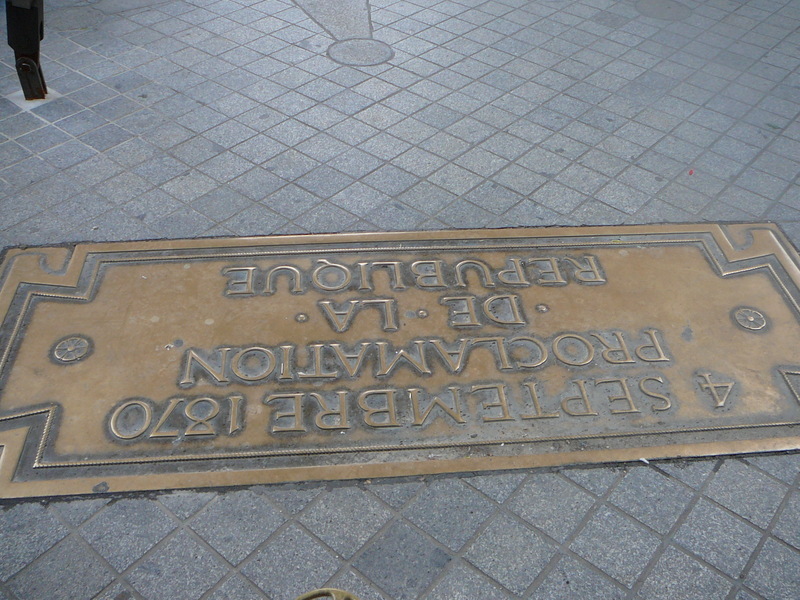 4 SEPTEMBRE 1870
PROCLAMATION
· DE · LA ·
REPUBLIQUE